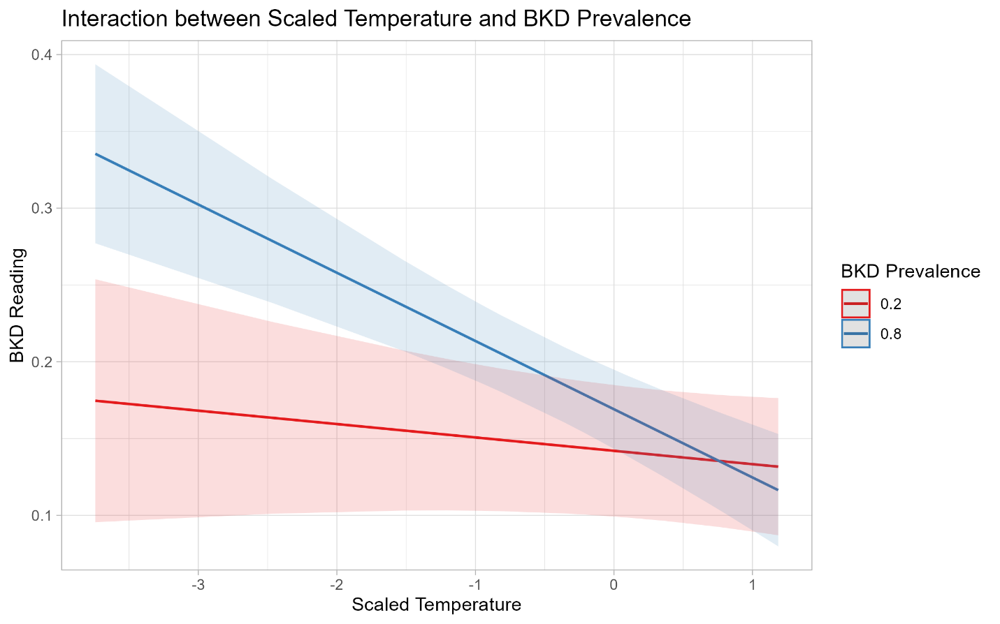 Interaction between Scaled Temperature and BKD Prevalence
0.4
0.3
0.2
0.1
BKD Reading
-3 -2 -1 0 1
Scaled Temperature
BKD Prevalence
0.2
0.8